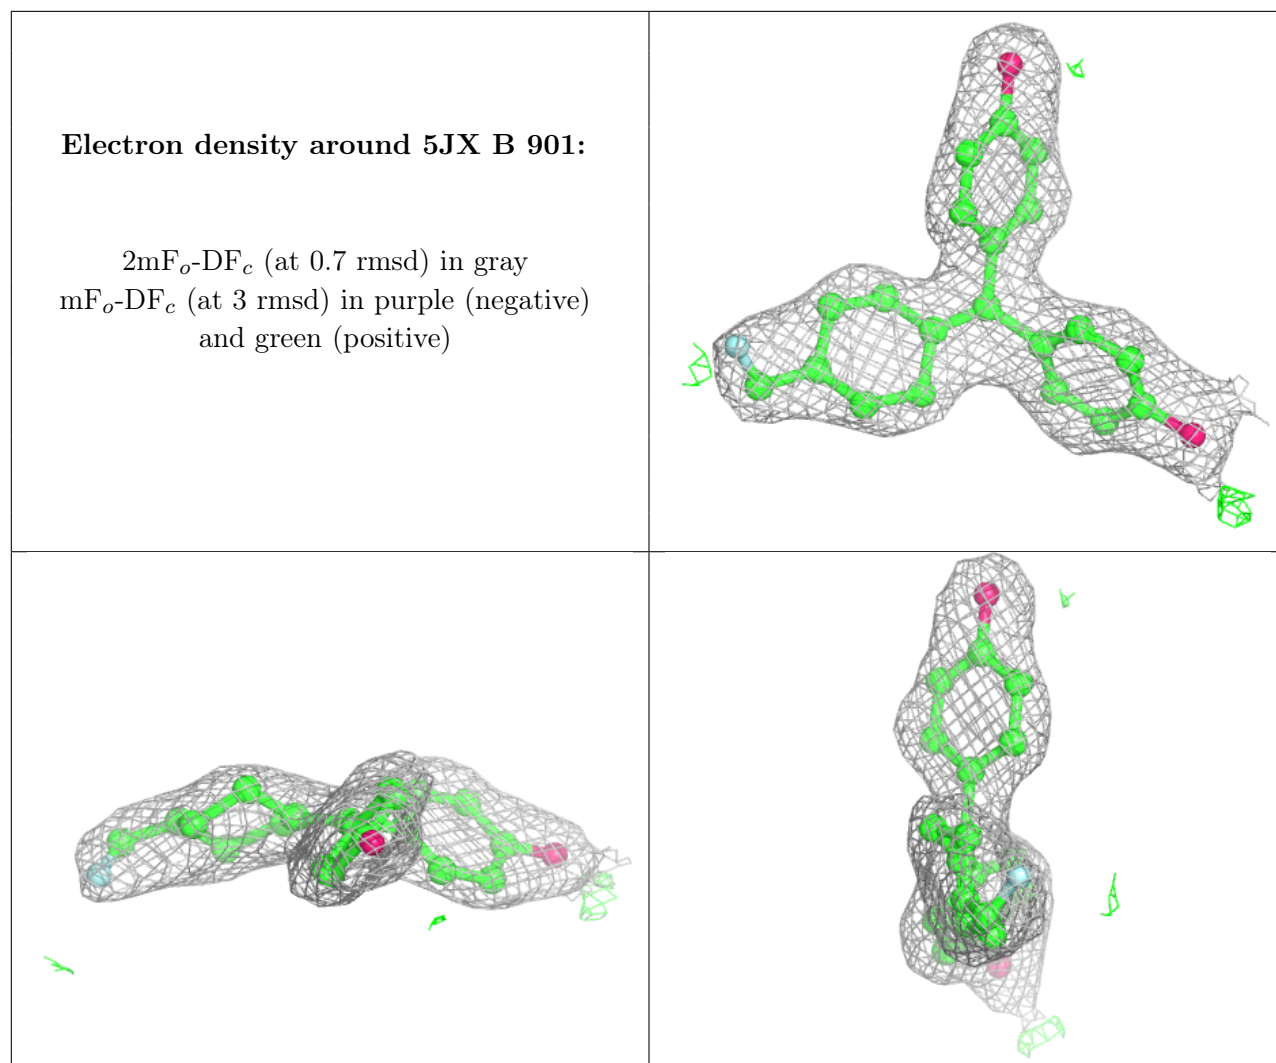 Electron density around 5JX B 901:
2mFo-DFc (at 0.7 rmsd) in gray
mFo-DFc (at 3 rmsd) in purple (negative)
and green (positive)